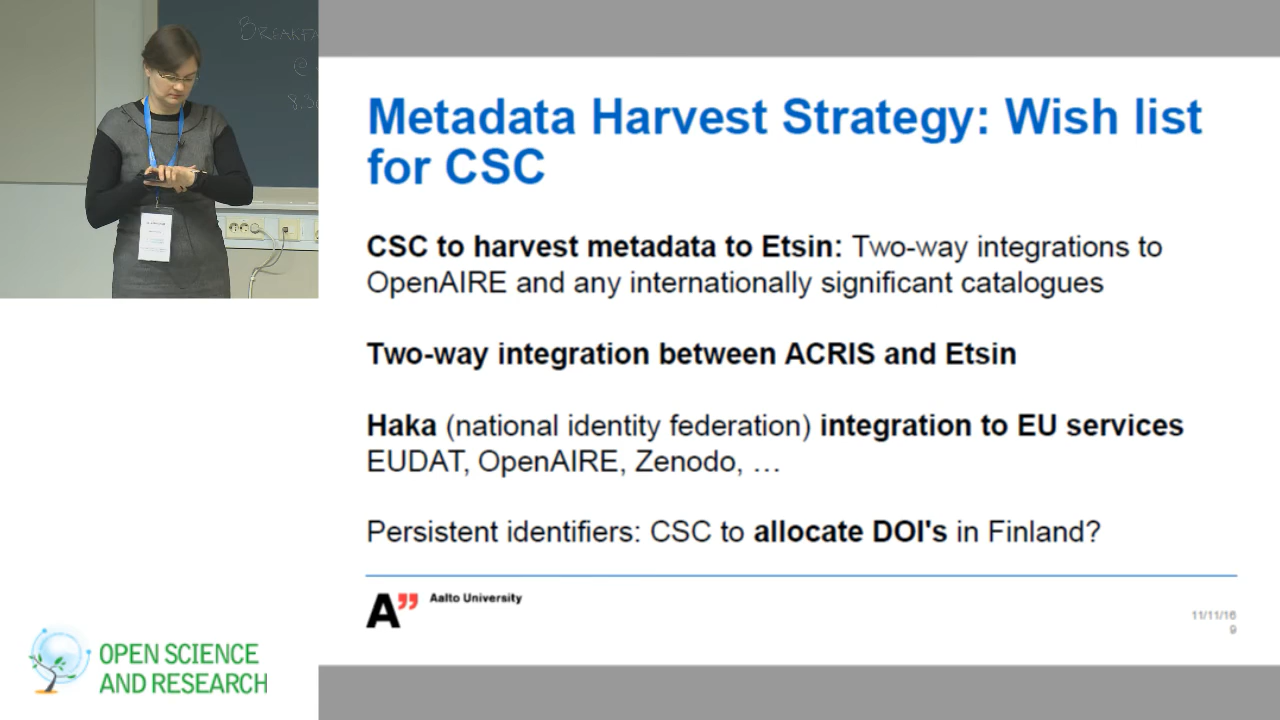 BREAKFA
@
8.30
Metadata Harvest Strategy: Wish list
for CSC
CSC to harvest metadata to Etsin: Two-way integrations to
OpenAIRE and any internationally significant catalogues
Two-way integration between ACRIS and Etsin
Haka (national identity federation) integration to EU services
EUDAT, OpenAIRE, Zenodo, …
Persistent identifiers: CSC to allocate DOI's in Finland?
A”
Aalto University
11/11/16
9
OPEN SCIENCE
AND RESEARCH